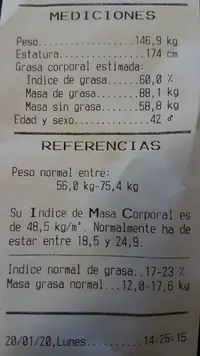 MEDICIONES
Peso..................146,9 kg
Estatura................174 cm
Grasa corporal estimada:
Indice de grasa......60,0 %
Masa de grasa.......88,1 kg
Masa sin grasa......58,8 kg
Edad y sexo..............42 ♂
REFERENCIAS
Peso normal entre:
56,0 kg-75,4 kg
Su Indice de Masa Corporal es
de 48,5 kg/m². Normalmente ha de
estar entre 18,5 y 24,9.
Indice normal de grasa..17-23 %
Masa grasa normal...12,0-17,6 kg
20/01/20,Lunes.......14:25:15